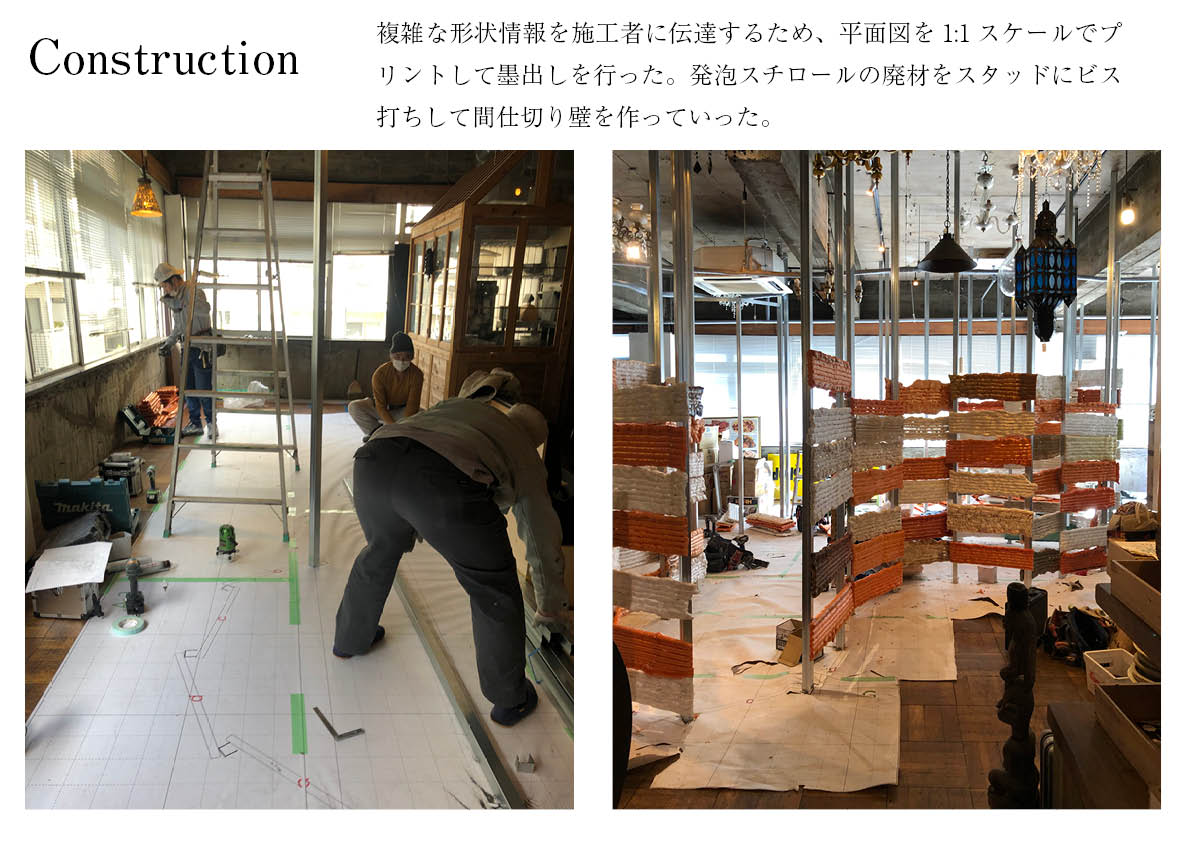 Construction
複雑な形状情報を施工者に伝達するため、平面図を 1:1 スケールでプ
リントして墨出しを行った。発泡スチロールの廃材をスタッドにビス
打ちして間仕切り壁を作っていった。
makita